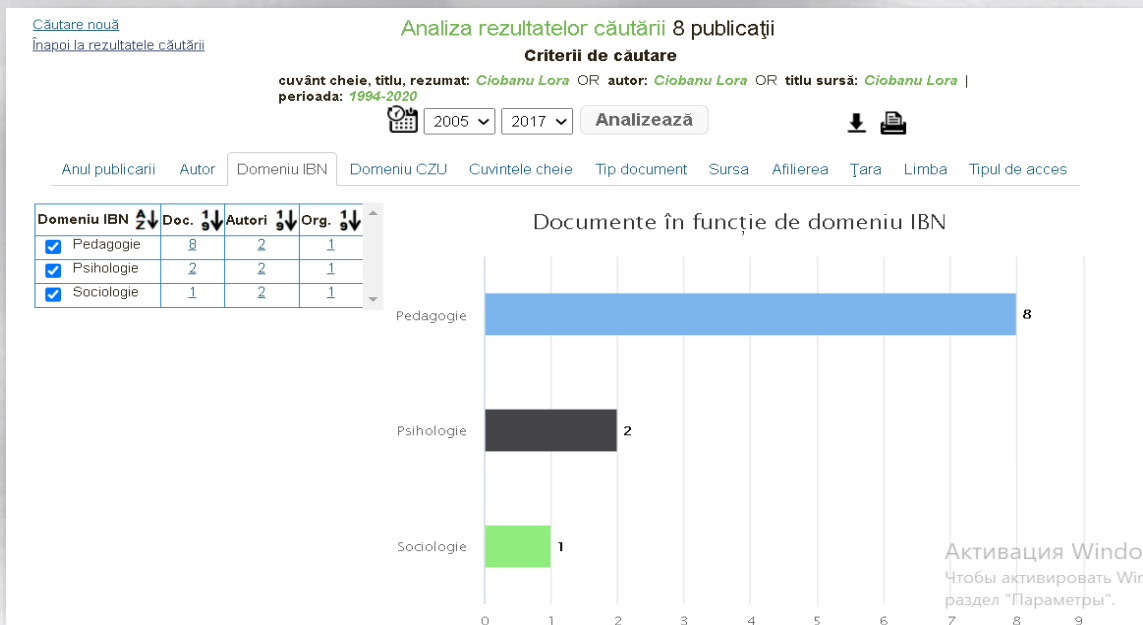 Căutare nouă
Înapoi la rezultatele căutării
Analiza rezultatelor căutării 8 publicații
Criterii de căutare
cuvânt cheie, titlu, rezumat: Ciobanu Lora OR autor: Ciobanu Lora OR titlu sursă: Ciobanu Lora |
perioada: 1994-2020
2005 2017 Analizează
Anul publicarii Autor Domeniu IBN Domeniu CZU Cuvintele cheie Tip document Sursa Afilierea Țara Limba Tipul de acces
Domeniu IBN Doc. Autori Org.
Pedagogie 8 2 1
Psihologie 2 2 1
Sociologie 1 2 1
Documente în funcție de domeniu IBN
Pedagogie 8
Psihologie 2
Sociologie 1
0 1 2 3 4 5 6 7 8 9
Активация Windo
Чтобы активировать Win
раздел "Параметры".